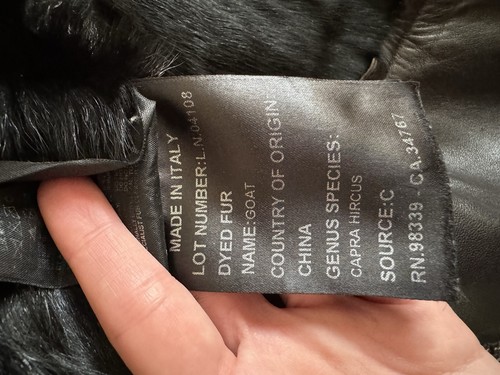 MADE IN ITALY
LOT NUMBER:L.N.04108
DYED FUR
NAME:GOAT
COUNTRY OF ORIGIN:
CHINA
GENUS SPECIES:
CAPRA HIRCUS
SOURCE:C
RN.98339 - CA.34767